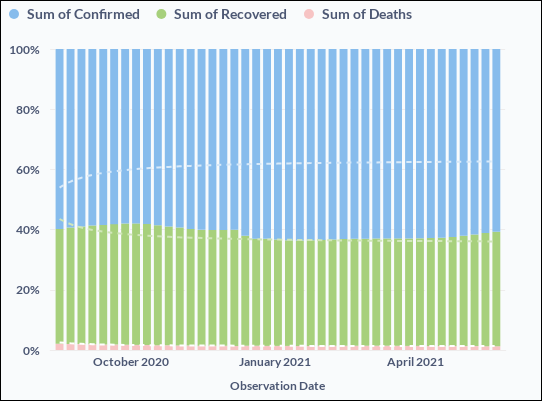 Sum of Confirmed Sum of Recovered Sum of Deaths
100%
80%
60%
40%
20%
0%
October 2020 January 2021 April 2021
Observation Date